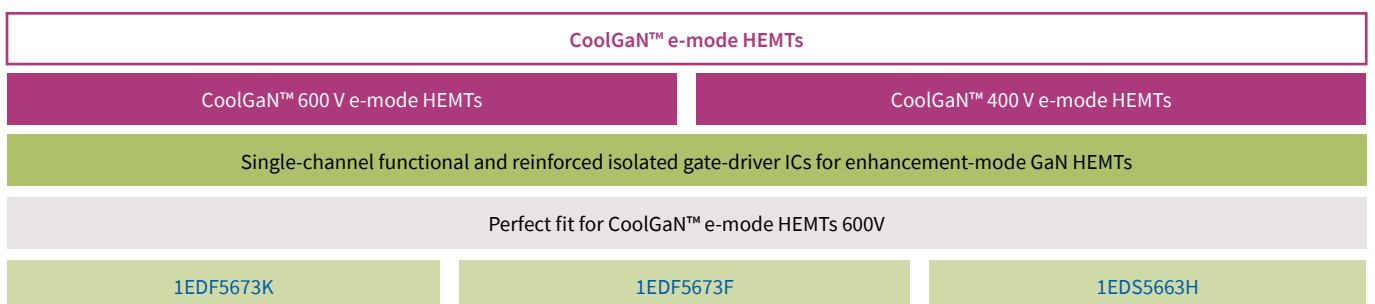 CoolGaN™ e-mode HEMTs
CoolGaN™ 600 V e-mode HEMTs
CoolGaN™ 400 V e-mode HEMTs
Single-channel functional and reinforced isolated gate-driver ICs for enhancement-mode GaN HEMTs
Perfect fit for CoolGaN™ e-mode HEMTs 600V
1EDF5673K
1EDF5673F
1EDS5663H